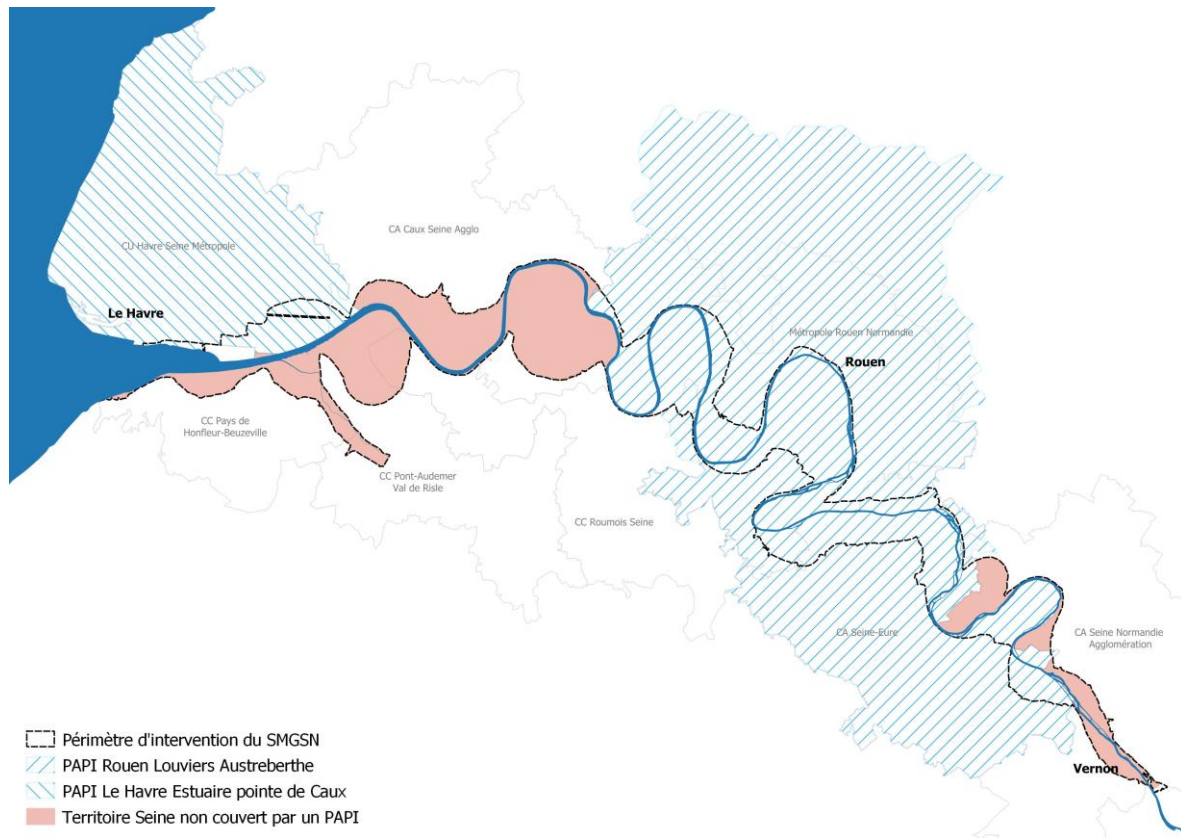 CA Caux Seine Agglo
CU Havre Seine Métropole
Le Havre
Métropole Rouen Normandie
Rouen
CC Pays de
Honfleur-Beuzeville
CC Pont-Audemer
Val de Risle
CC Roumois Seine
CA Seine-Eure
CA Seine Normandie
Agglomération
Vernon
Périmètre d'intervention du SMGSN
PAPI Rouen Louviers Austreberthe
PAPI Le Havre Estuaire pointe de Caux
Territoire Seine non couvert par un PAPI